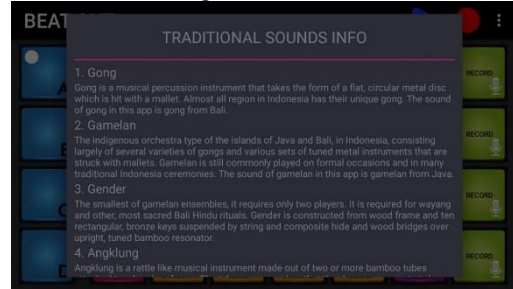 BEAT
TRADITIONAL SOUNDS INFO
1. Gong
Gong is a musical percussion instrument that takes the form of a flat, circular metal disc
which is hit with a mallet. Almost all region in Indonesia has their unique gong. The sound
of gong in this app is gong from Bali.
2. Gamelan
The indigenous orchestra type of the islands of Java and Bali, in Indonesia, consisting
largely of several varieties of gongs and various sets of tuned metal instruments that are
struck with mallets. Gamelan is still commonly played on formal occasions and in many
traditional Indonesia ceremonies. The sound of gamelan in this app is gamelan from Java.
3. Gender
The smallest of gamelan ensembles, it requires only two players. It is required for wayang
and other, most sacred Bali Hindu rituals. Gender is constructed from wood frame and ten
rectangular, bronze keys suspended by string and composite hide and wood bridges over
upright, tuned bamboo resonator.
4. Angklung
Angklung is a rattle like musical instrument made out of two or more bamboo tubes
RECORD
RECORD
RECORD
RECORD